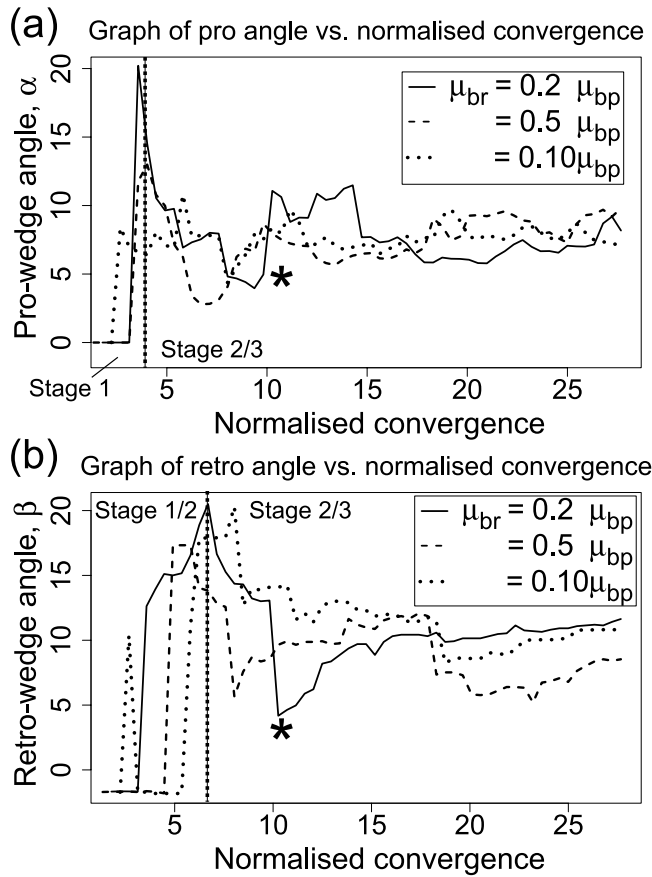 (a) Graph of pro angle vs. normalised convergence
20
15
10
5
0
Pro-wedge angle, α
μbr = 0.2 μbp
= 0.5 μbp
= 0.10μbp
*
Stage 2/3
Stage 1
5 10 15 20 25
Normalised convergence
(b) Graph of retro angle vs. normalised convergence
20
15
10
5
0
Retro-wedge angle, β
Stage 1/2 Stage 2/3
μbr = 0.2 μbp
= 0.5 μbp
= 0.10μbp
*
5 10 15 20 25
Normalised convergence